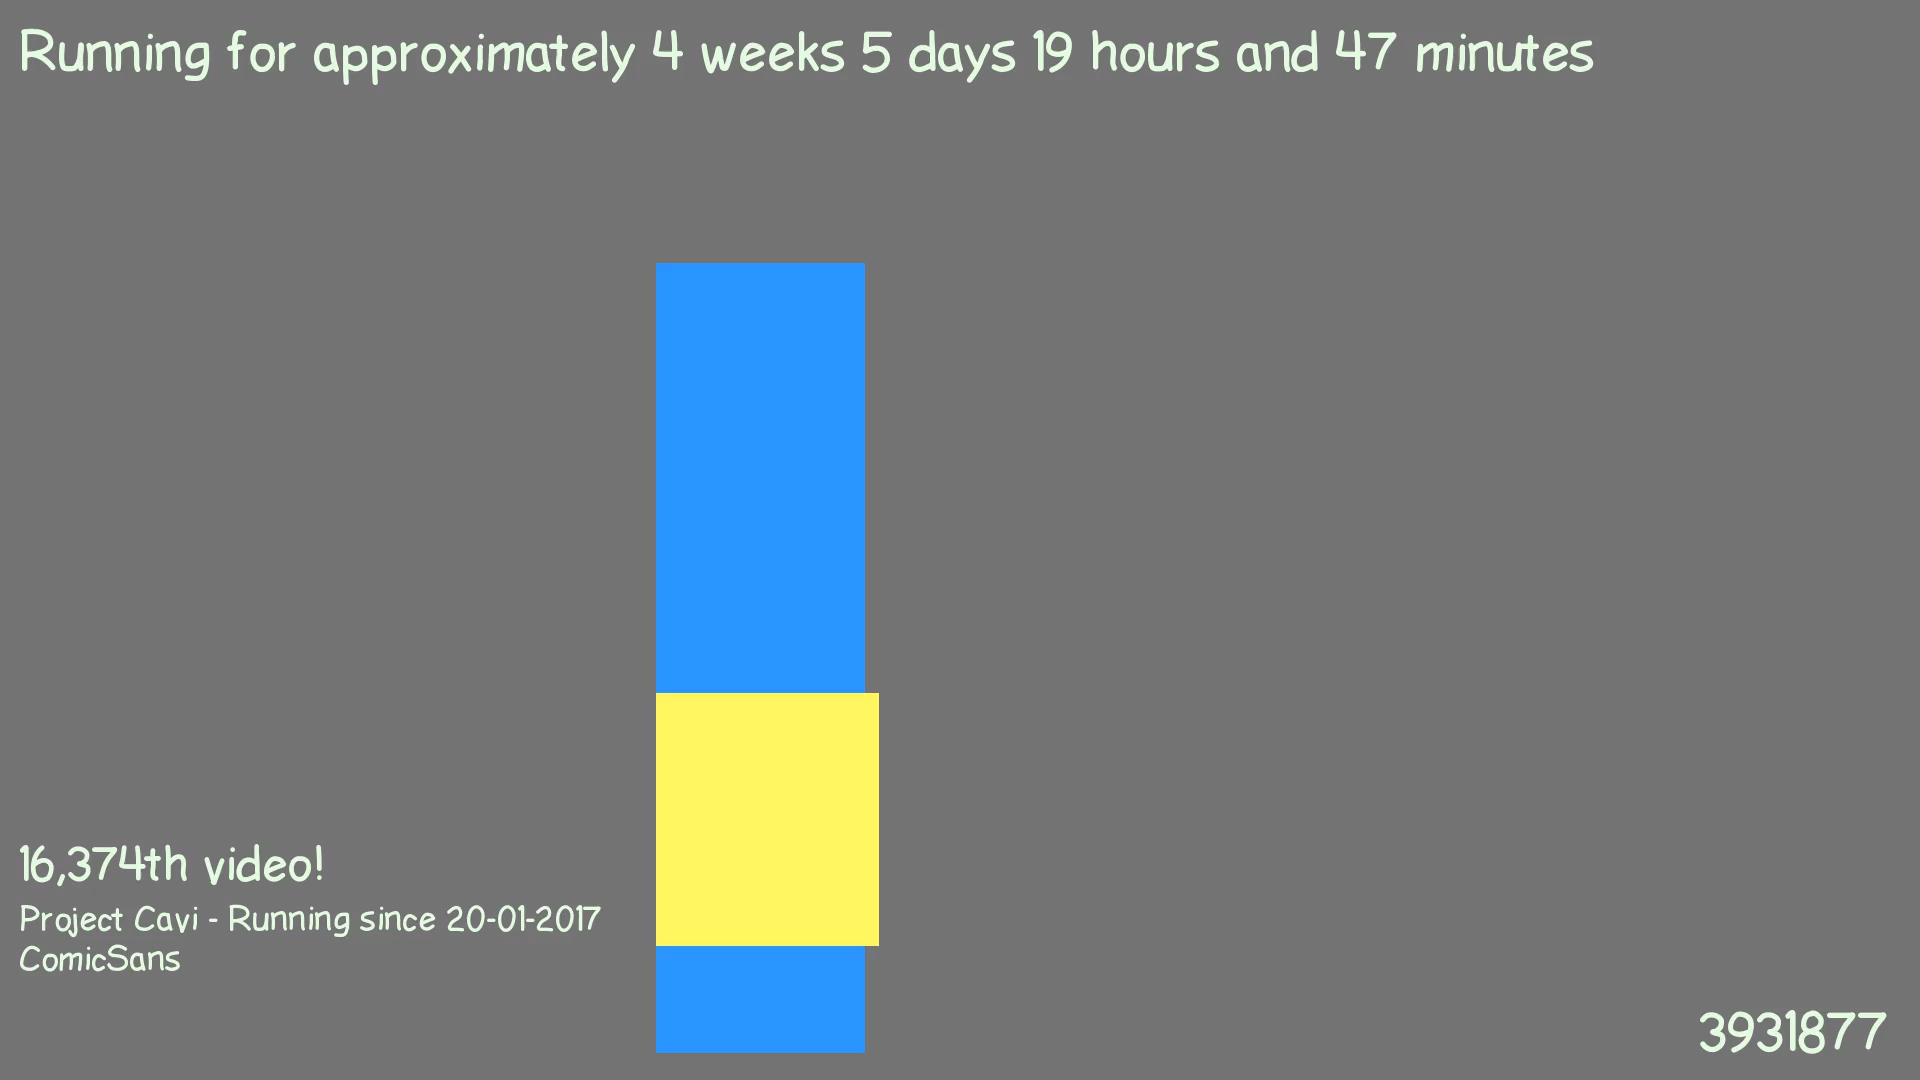 Running for approximately 4 weeks 5 days 19 hours and 47 minutes
16,374th video!
Project Cavi - Running since 20-01-2017
ComicSans
3931877